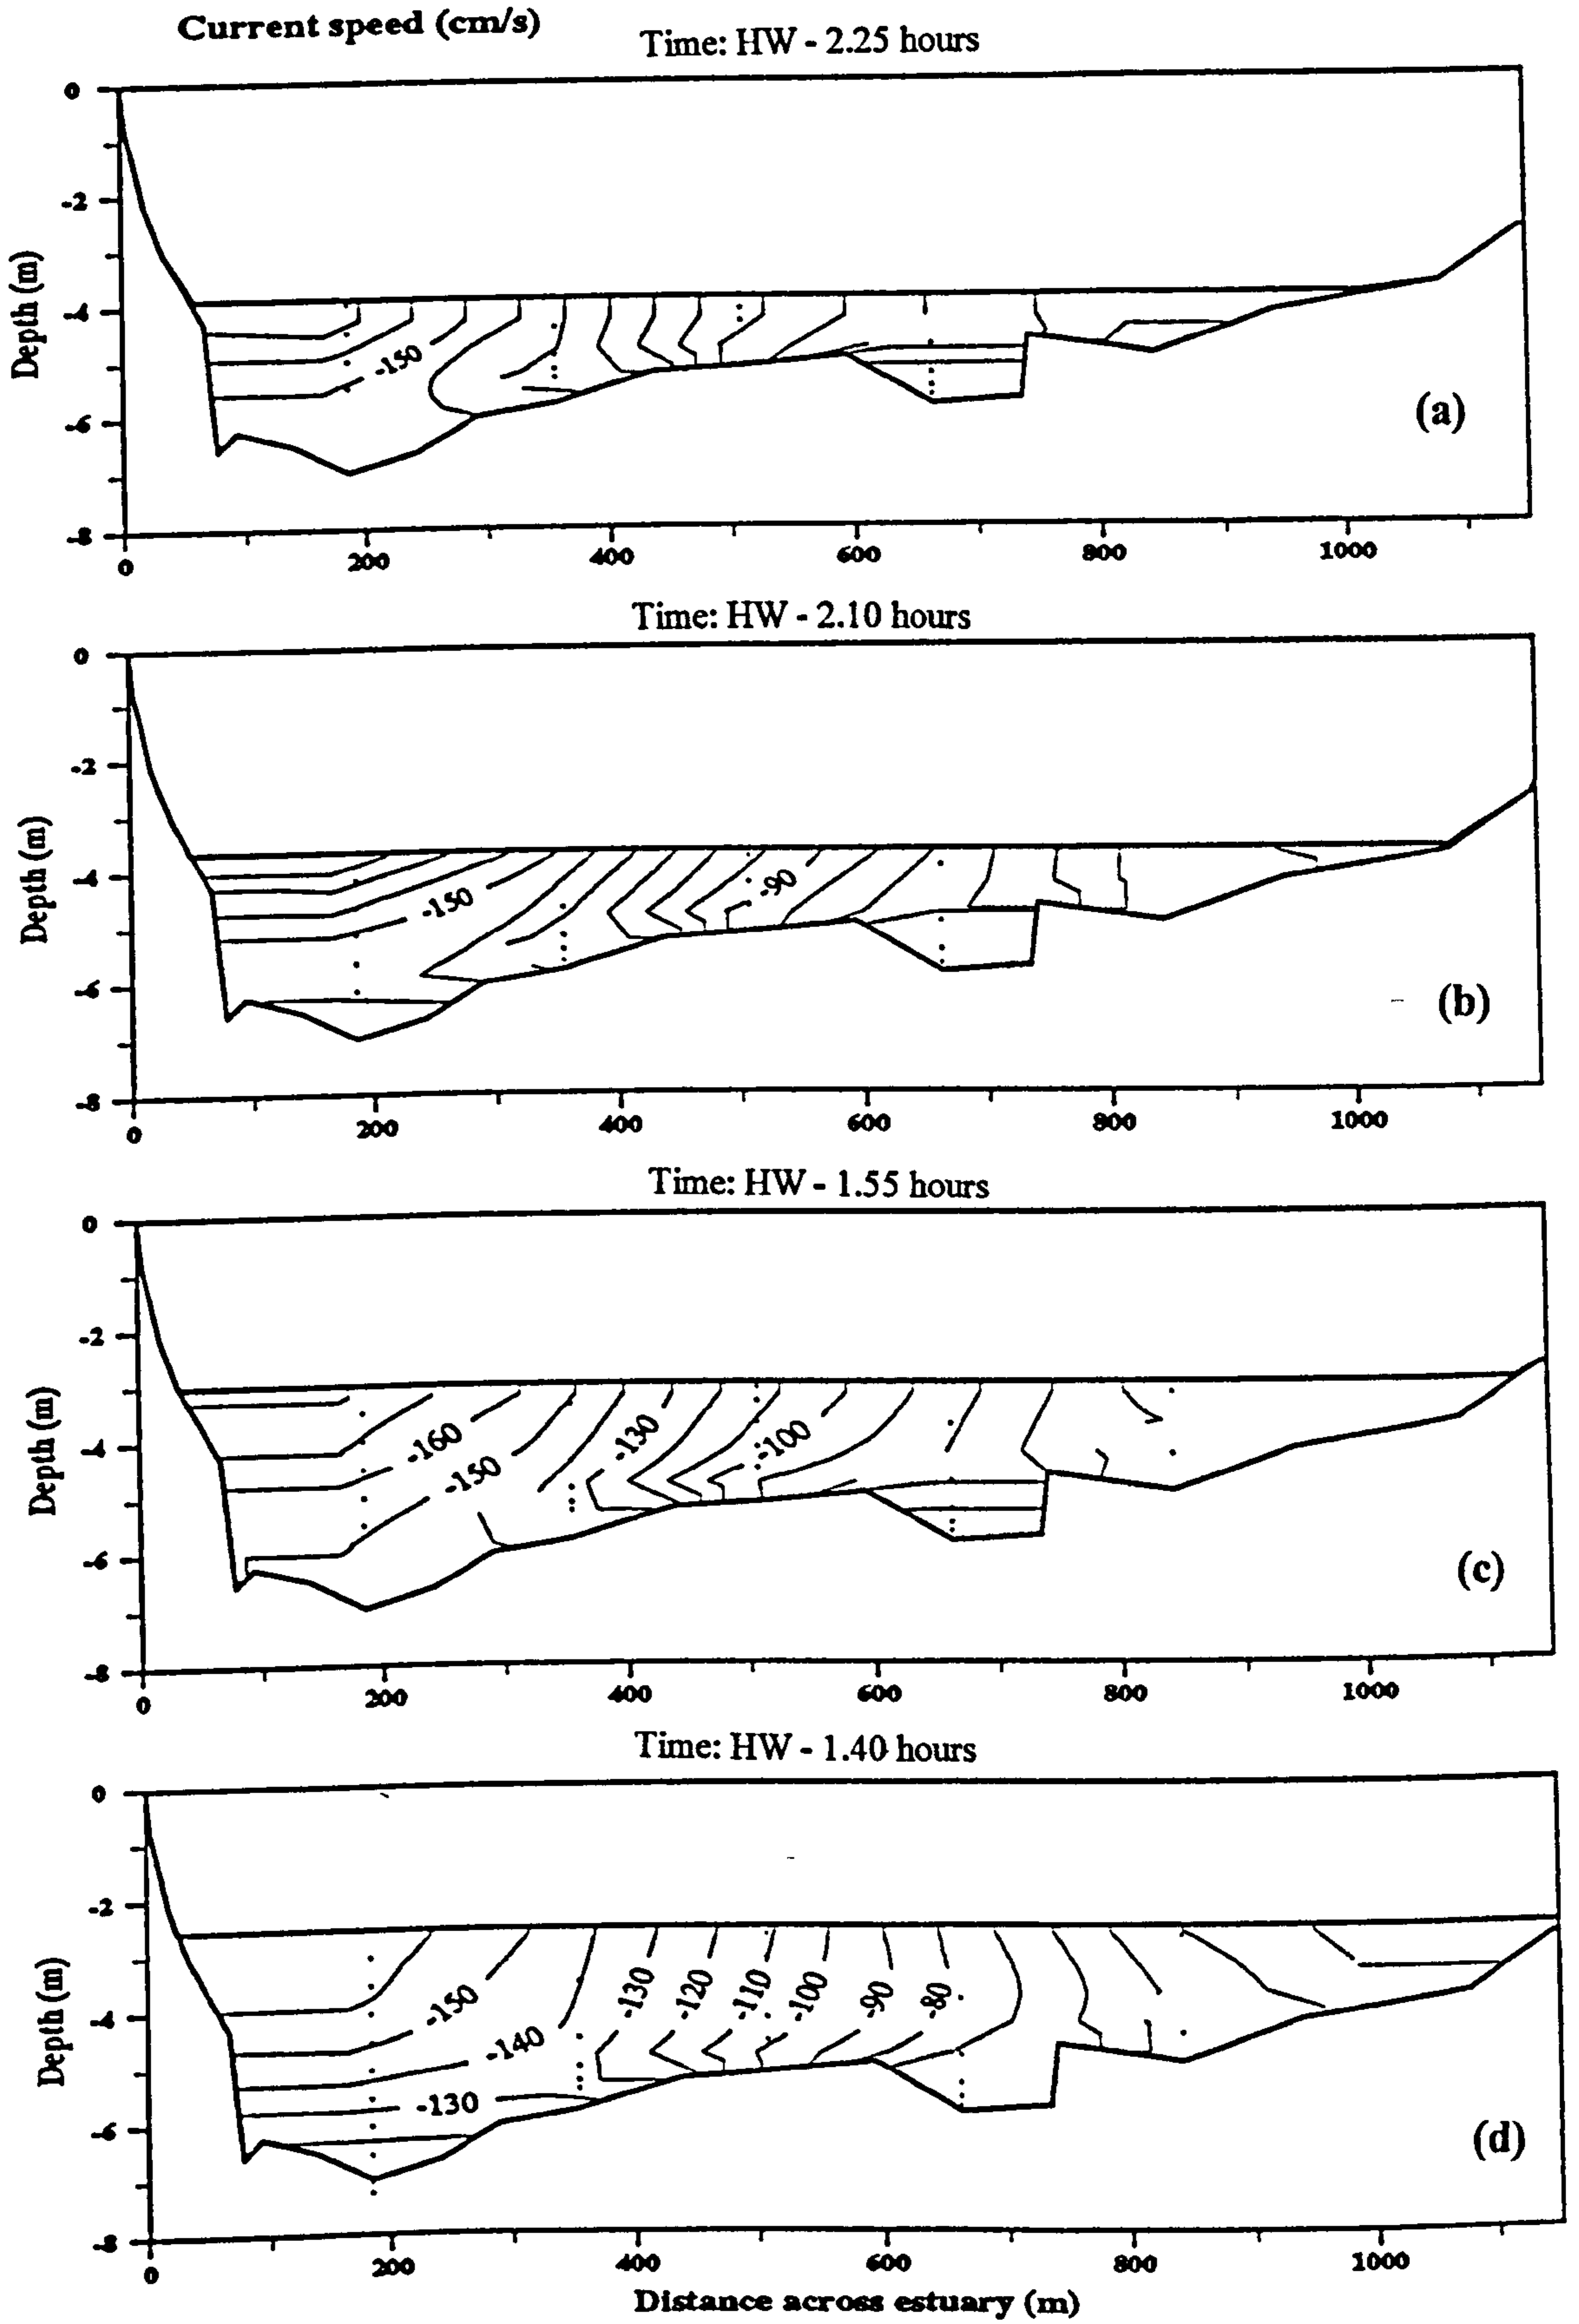 Current speed (cm/s)
Time: HW - 2.25 hours
0
-2
-4
-6
-8
Depth (m)
-150
(a)
0 200 400 600 800 1000
Time: HW - 2.10 hours
0
-2
-4
-6
-8
Depth (m)
-150
-90
(b)
0 200 400 600 800 1000
Time: HW - 1.55 hours
0
-2
-4
-6
-8
Depth (m)
-160
-150
-130
-100
(c)
0 200 400 600 800 1000
Time: HW - 1.40 hours
0
-2
-4
-6
-8
Depth (m)
-150
-140
-130
-130
-120
-110
-100
-90
-80
(d)
0 200 400 600 800 1000
Distance across estuary (m)